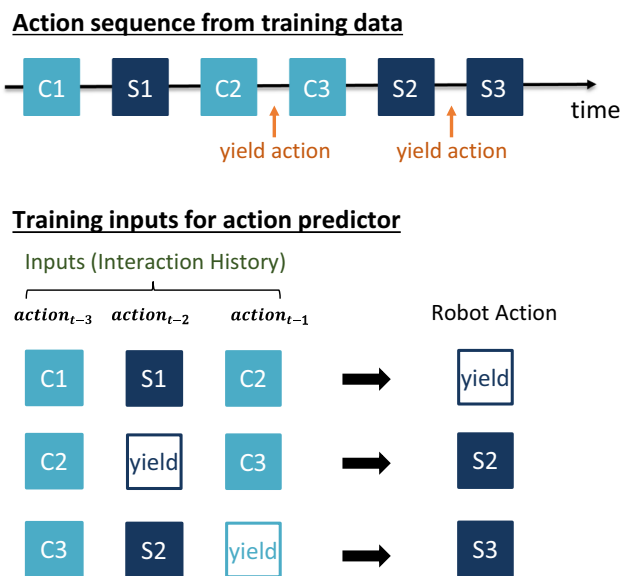 Action sequence from training data
C1 S1 C2 C3 S2 S3
time
yield action yield action
Training inputs for action predictor
Inputs (Interaction History)
action_{t−3} action_{t−2} action_{t−1} Robot Action
C1 S1 C2 yield
C2 yield C3 S2
C3 S2 yield S3